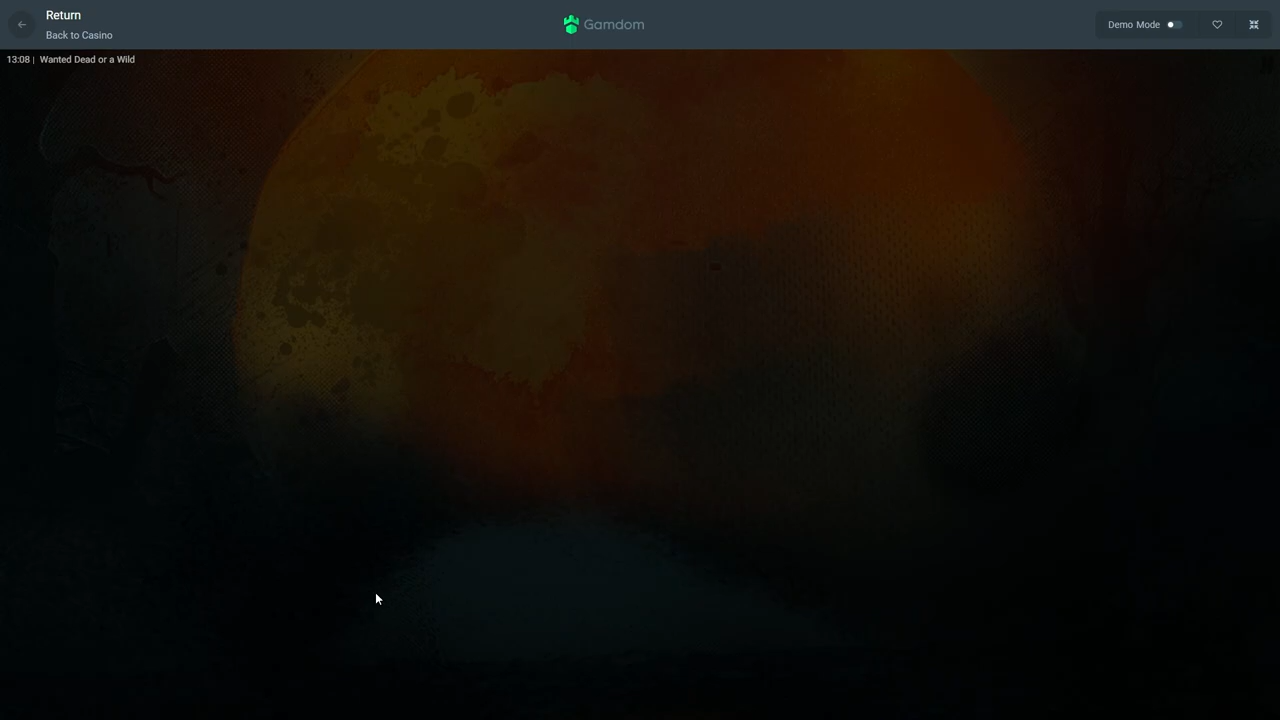 Return
Back to Casino
Gamdom
Demo Mode
13:08 | Wanted Dead or a Wild